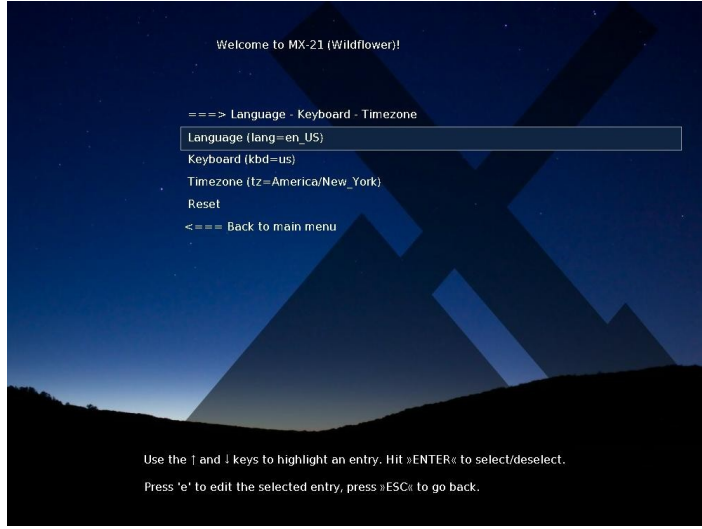 Welcome to MX-21 (Wildflower)!
===> Language - Keyboard - Timezone
Language (lang=en_US)
Keyboard (kbd=us)
Timezone (tz=America/New_York)
Reset
<=== Back to main menu
Use the ↑ and ↓ keys to highlight an entry. Hit »ENTER« to select/deselect.
Press 'e' to edit the selected entry, press »ESC« to go back.